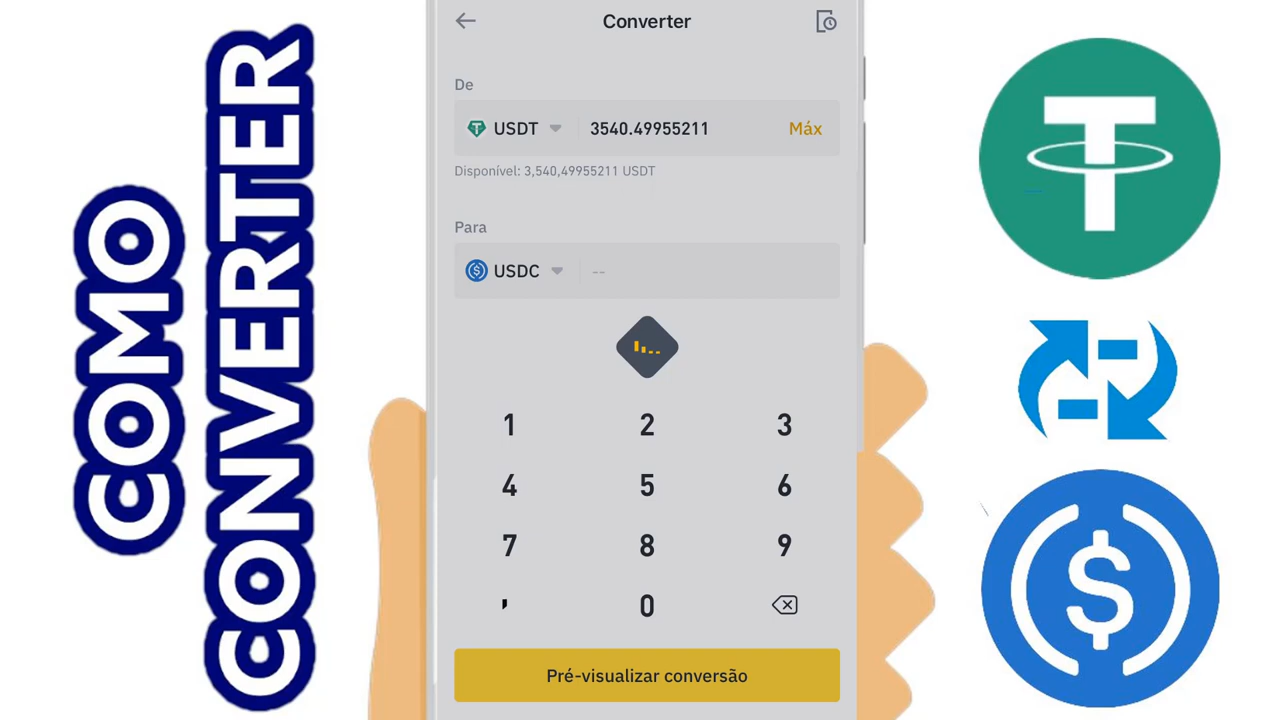 COMO
CONVERTER
Converter
De
USDT 3540.49955211 Máx
Disponível: 3,540,49955211 USDT
Para
USDC --
1 2 3
4 5 6
7 8 9
, 0
Pré-visualizar conversão